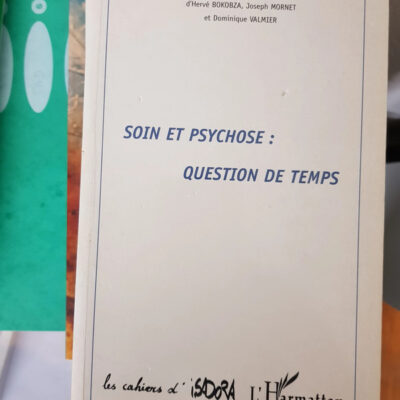 d'Hervé BOKOBZA, Joseph MORNET
et Dominique VALMIER
SOIN ET PSYCHOSE :
QUESTION DE TEMPS
les cahiers d' iSADORA L'Harmattan